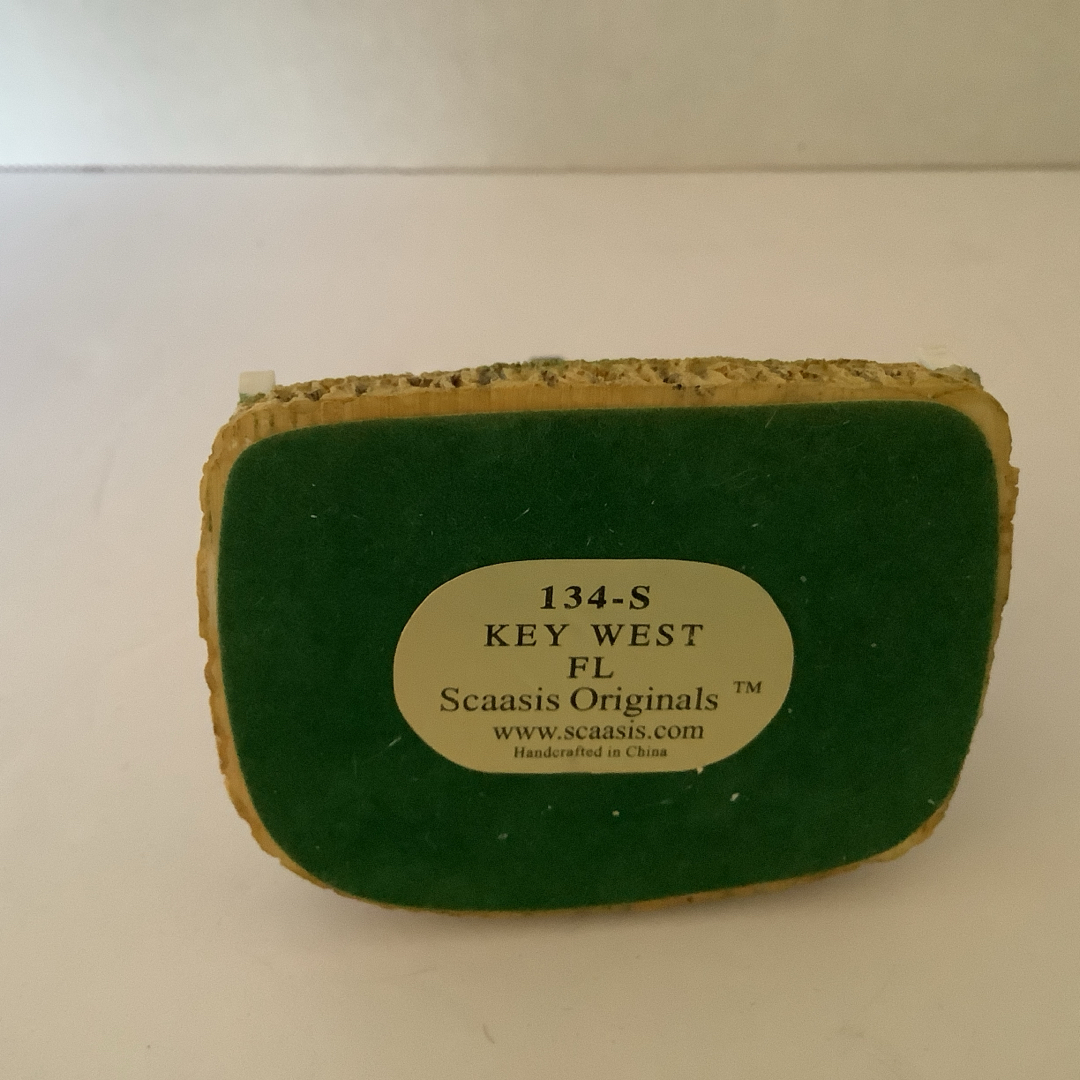 134-S
KEY WEST
FL
Scaasis Originals ™
www.scaasis.com
Handcrafted in China